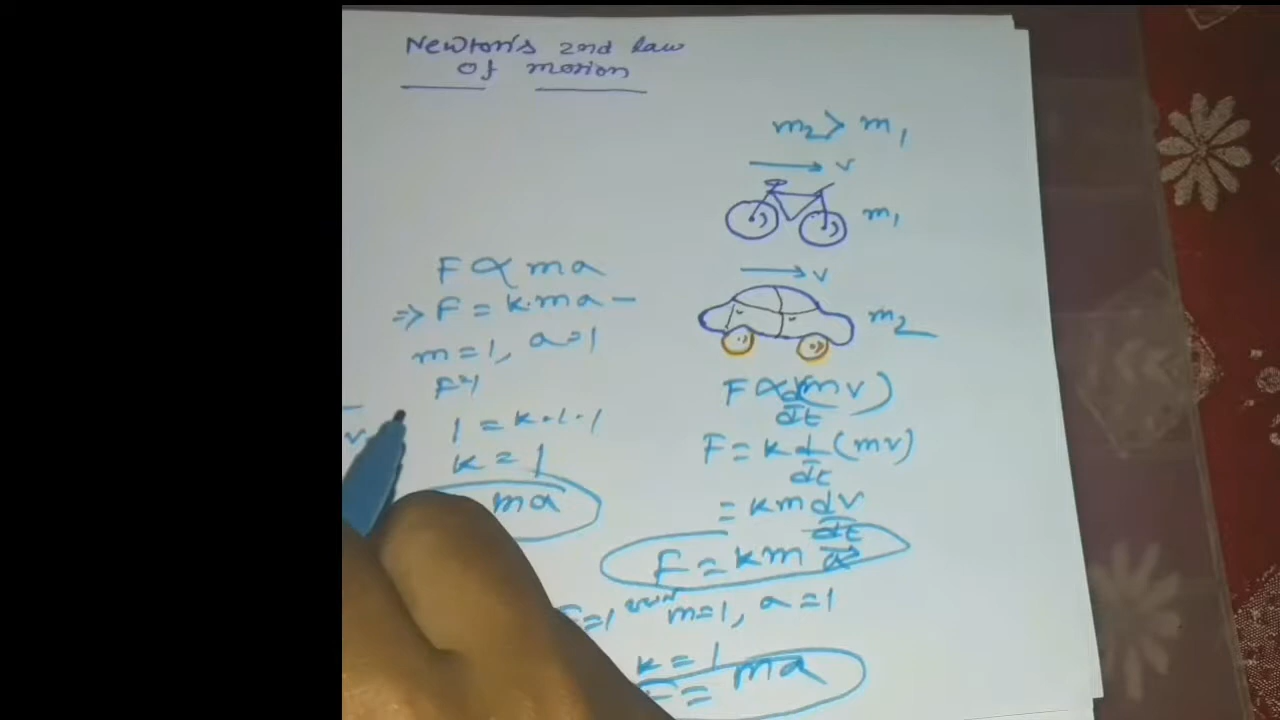 Newton's 2nd law
of motion
m₂ > m₁
→ v
m₁
→ v
m₂
F ∝ ma
⇒ F = k·ma –
m=1, a=1
F=1
1 = k·1·1
k = 1
ma
F ∝ d/dt (mv)
F = k d/dt (mv)
= km dv/dt
F = km a
F=1 m=1, a=1
k = 1
F = ma
v